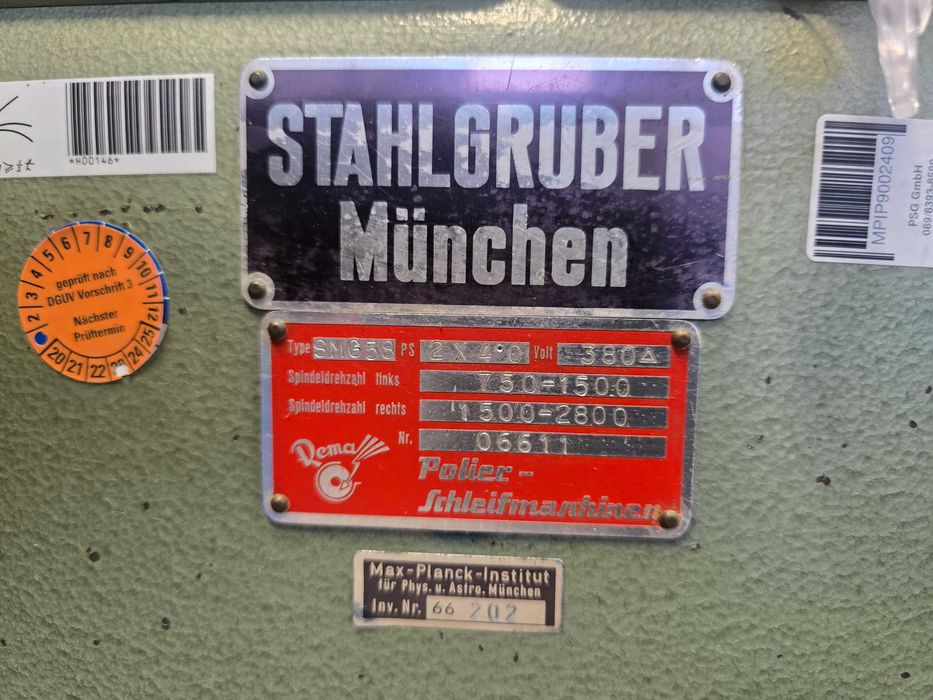 *H00146*
STAHLGRUBER
München
MPIP9002409
PSG GmbH
geprüft nach
DGUV Vorschrift 3
Nächster
Prüftermin
2 3 4 5 6 7 8 9 10 11 12
20 21 22 23 24 25
Type SMG58 PS 2 X 4·0 Volt 380△
Spindeldrehzahl links 750-1500
Spindeldrehzahl rechts 1500-2800
Nr. 06611
Rema
Polier-
Schleifmaschinen
Max-Planck-Institut
für Phys. u. Astro. München
Inv. Nr. 66 202